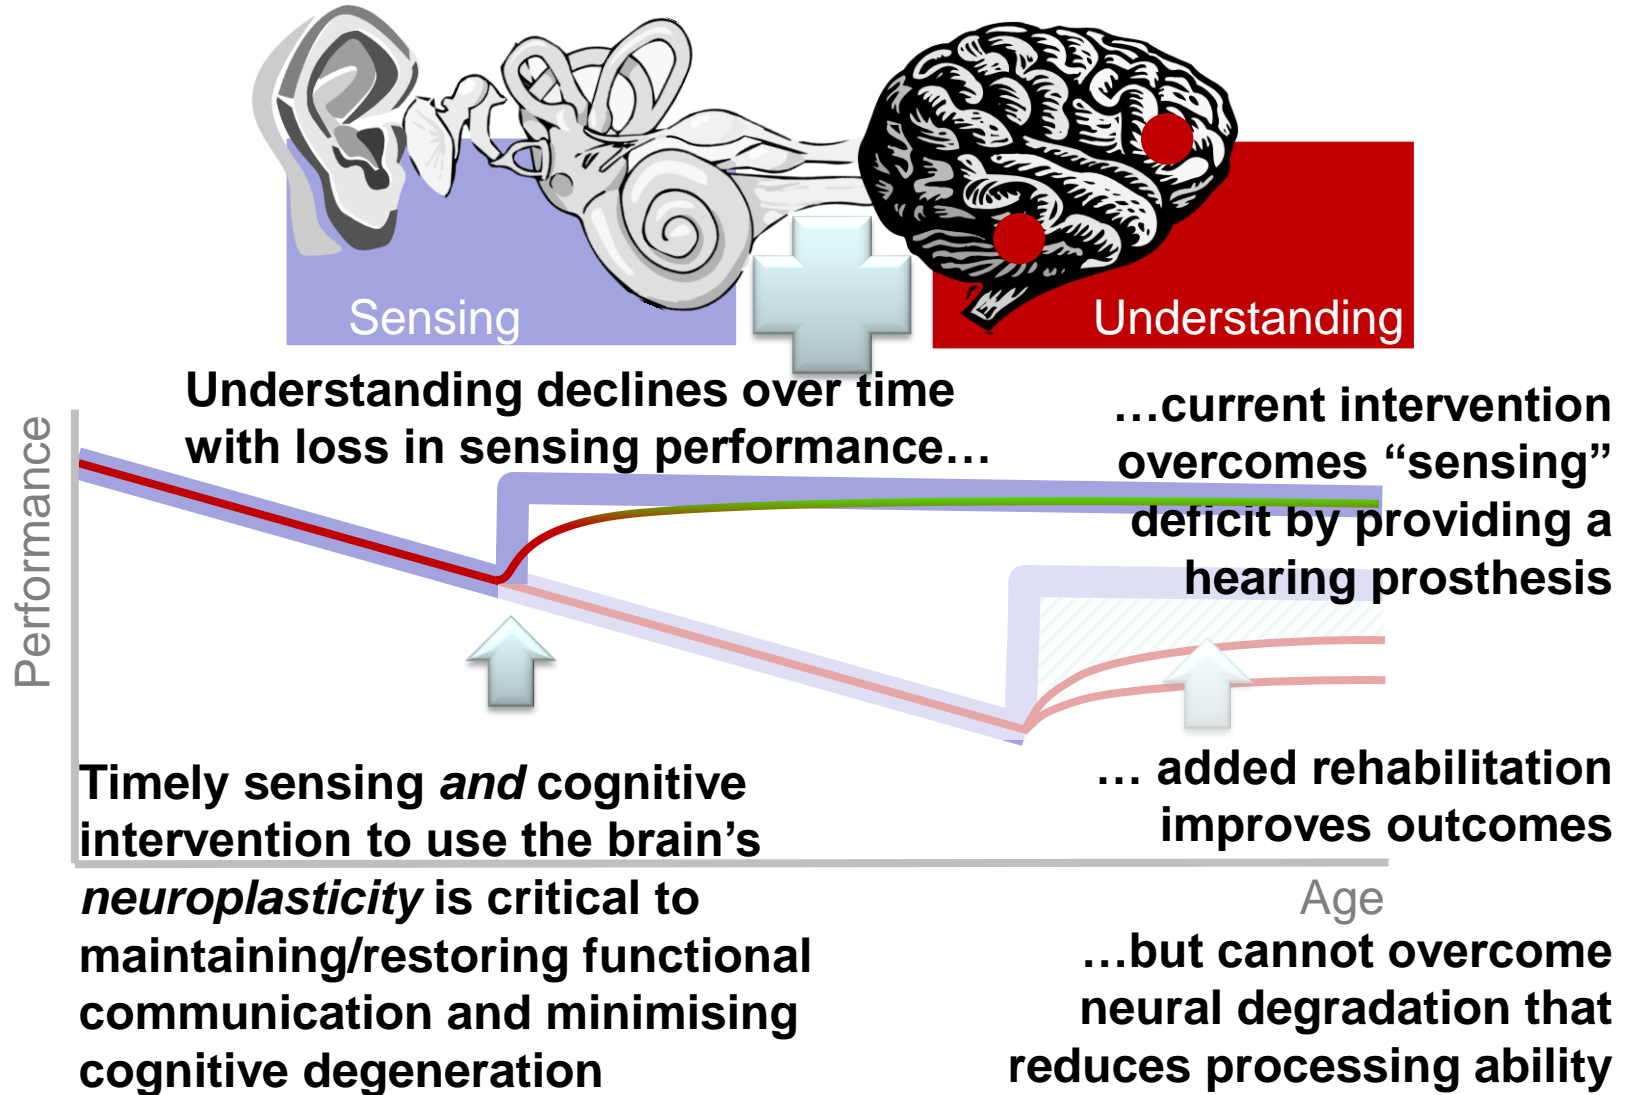 Sensing
Understanding
Understanding declines over time
with loss in sensing performance…
…current intervention
overcomes “sensing”
deficit by providing a
hearing prosthesis
Performance
Timely sensing and cognitive
intervention to use the brain’s
neuroplasticity is critical to
maintaining/restoring functional
communication and minimising
cognitive degeneration
… added rehabilitation
improves outcomes
Age
…but cannot overcome
neural degradation that
reduces processing ability